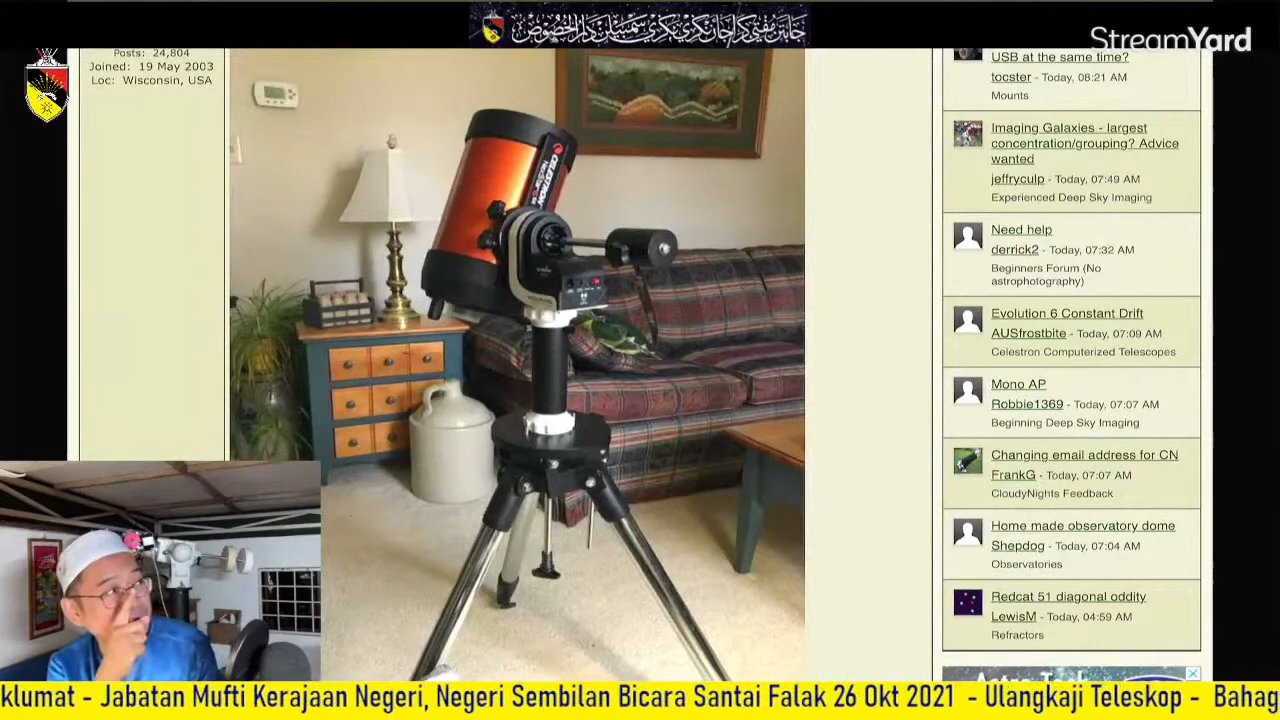 StreamYard
Posts: 24,804
Joined: 19 May 2003
Loc: Wisconsin, USA
CELESTRON
USB at the same time?
tocster - Today, 08:21 AM
Mounts
Imaging Galaxies - largest
concentration/grouping? Advice
wanted
jeffryculp - Today, 07:49 AM
Experienced Deep Sky Imaging
Need help
derrick2 - Today, 07:32 AM
Beginners Forum (No
astrophotography)
Evolution 6 Constant Drift
AUSfrostbite - Today, 07:09 AM
Celestron Computerized Telescopes
Mono AP
Robbie1369 - Today, 07:07 AM
Beginning Deep Sky Imaging
Changing email address for CN
FrankG - Today, 07:07 AM
CloudyNights Feedback
Home made observatory dome
Shepdog - Today, 07:04 AM
Observatories
Redcat 51 diagonal oddity
LewisM - Today, 04:59 AM
Refractors
klumat - Jabatan Mufti Kerajaan Negeri, Negeri Sembilan Bicara Santai Falak 26 Okt 2021 - Ulangkaji Teleskop - Bahag